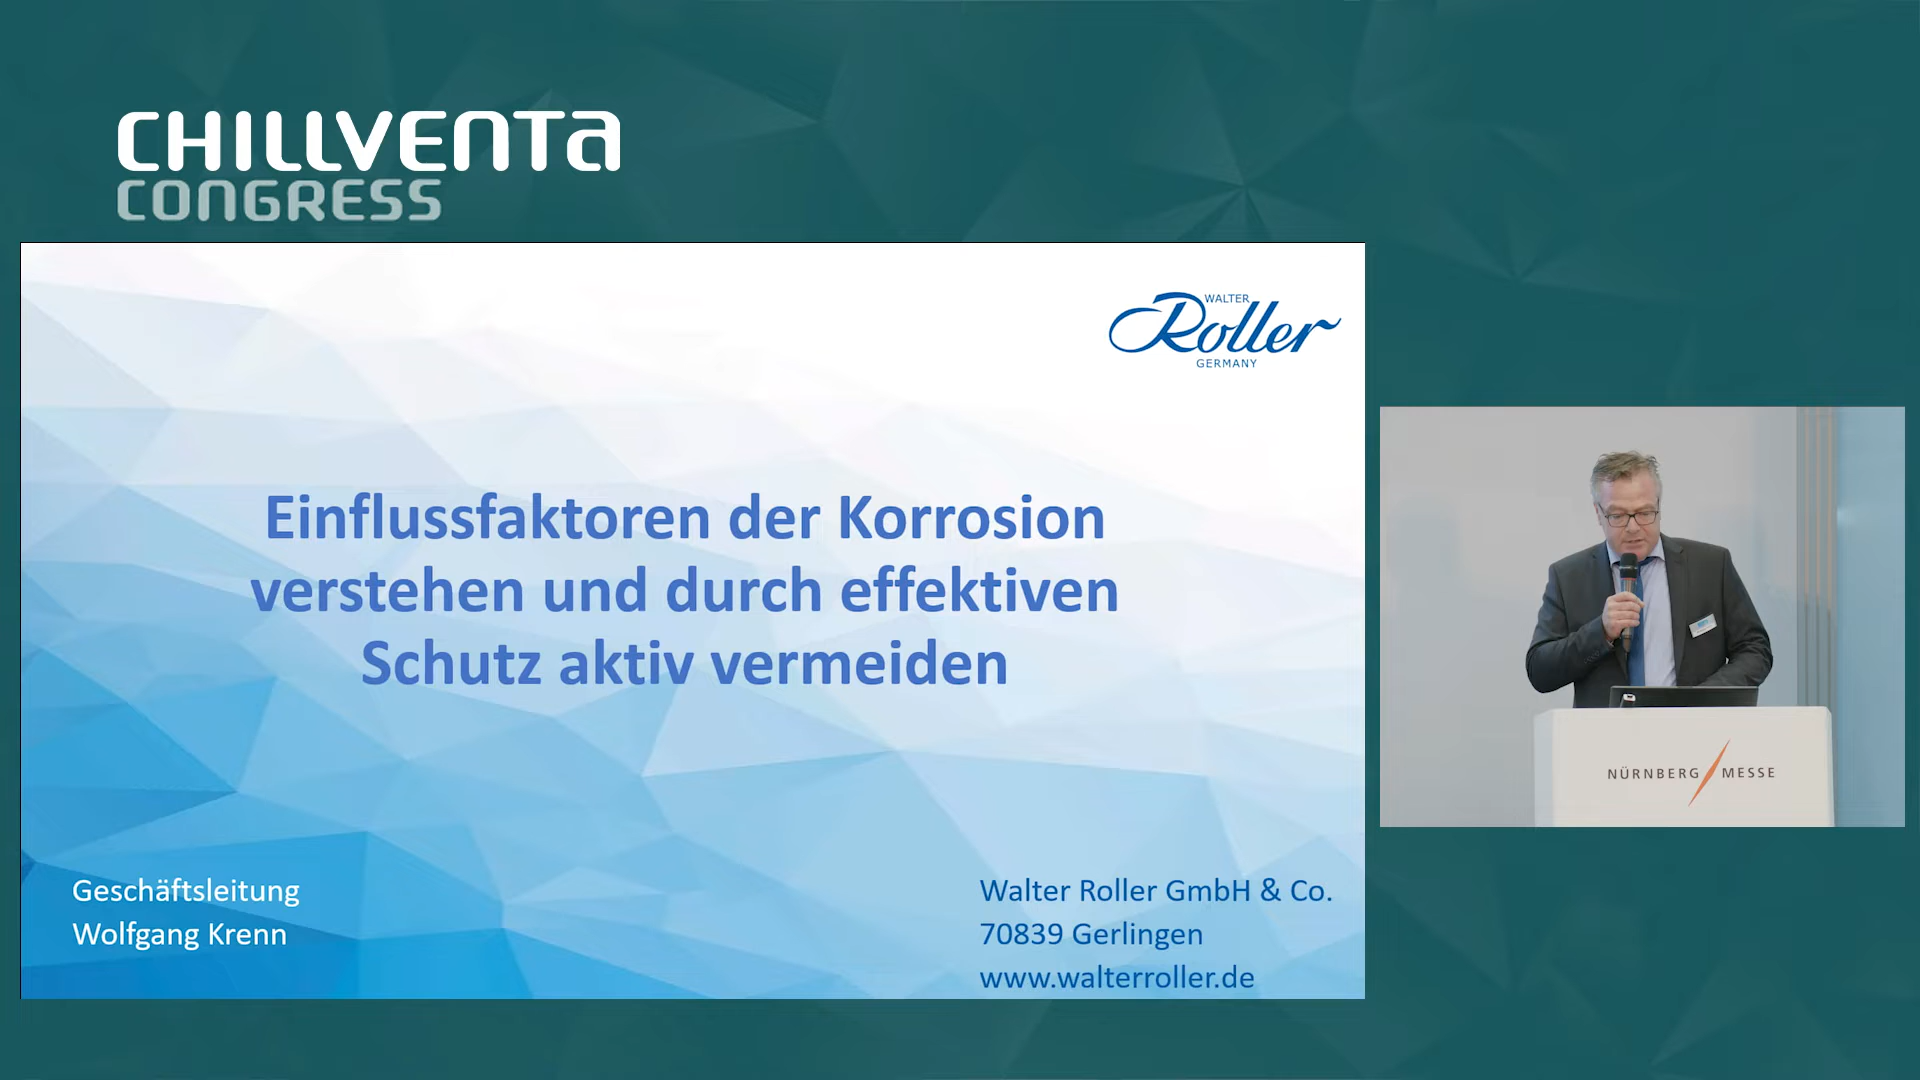 CHILLVENTA
CONGRESS
WALTER
Roller
GERMANY
Einflussfaktoren der Korrosion
verstehen und durch effektiven
Schutz aktiv vermeiden
Geschäftsleitung
Wolfgang Krenn
Walter Roller GmbH & Co.
70839 Gerlingen
www.walterroller.de
NÜRNBERG MESSE